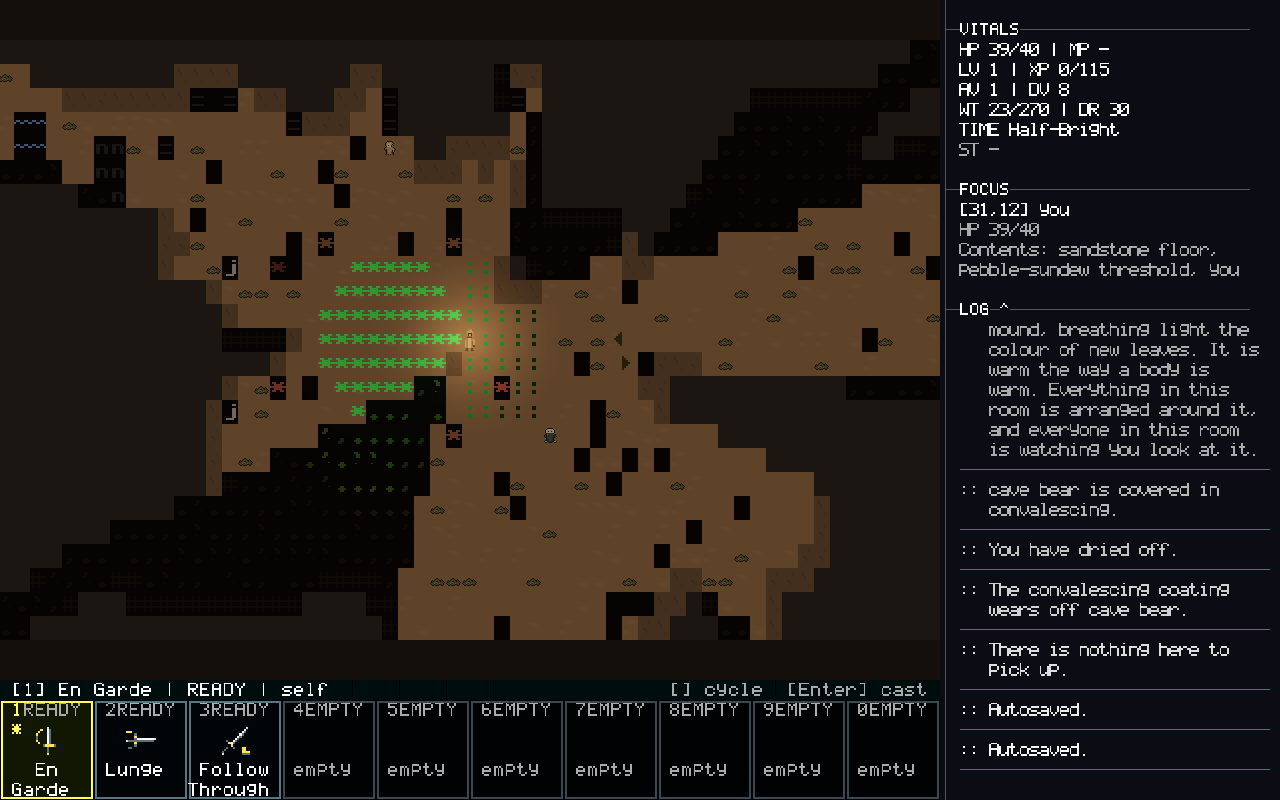 VITALS
HP 39/40 | MP -
LV 1 | XP 0/115
AV 1 | DV 8
WT 23/270 | DR 30
TIME Half-Bright
ST -
FOCUS
[31,12] You
HP 39/40
Contents: sandstone floor,
Pebble-sundew threshold, You
LOG ^
mound, breathing light the
colour of new leaves. It is
warm the way a body is
warm. Everything in this
room is arranged around it,
and everyone in this room
is watching you look at it.
:: cave bear is covered in
convalescing.
:: You have dried off.
:: The convalescing coating
wears off cave bear.
:: There is nothing here to
Pick up.
:: Autosaved.
:: Autosaved.
j
j
[1] En Garde | READY | self
[] cycle [Enter] cast
1READY 2READY 3READY 4EMPTY 5EMPTY 6EMPTY 7EMPTY 8EMPTY 9EMPTY 0EMPTY
*
En Lunge Follow empty empty empty empty empty empty empty
Garde Through